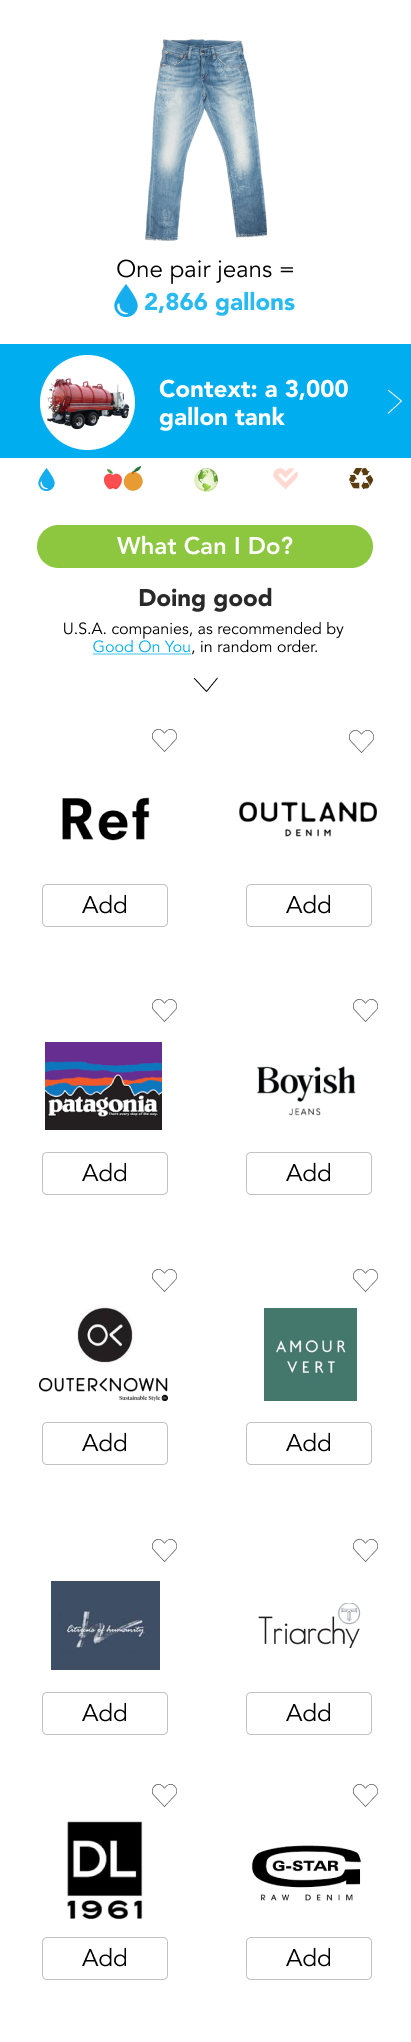 One pair jeans =
2,866 gallons
Context: a 3,000
gallon tank
What Can I Do?
Doing good
U.S.A. companies, as recommended by
Good On You, in random order.
Ref
OUTLAND
DENIM
Add
Add
patagonia
Boyish
JEANS
Add
Add
OK
OUTERKNOWN
Sustainable Style
AMOUR
VERT
Add
Add
Citizens of humanity
Triarchy
Add
Add
DL
1961
G-STAR
RAW DENIM
Add
Add